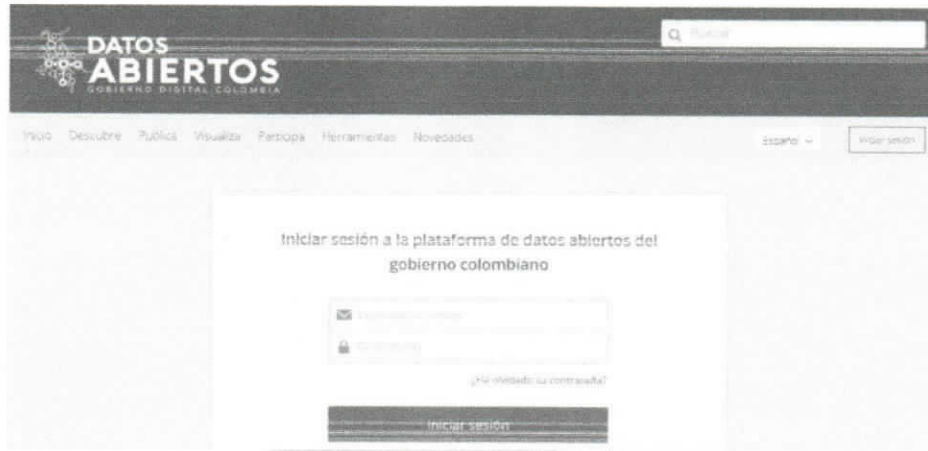 DATOS
ABIERTOS
GOBIERNO DIGITAL COLOMBIA
Buscar
Inicio Descubre Publica Visualiza Participa Herramientas Novedades
Español
Iniciar sesión
Iniciar sesión a la plataforma de datos abiertos del
gobierno colombiano
¿Ha olvidado su contraseña?
Iniciar sesión